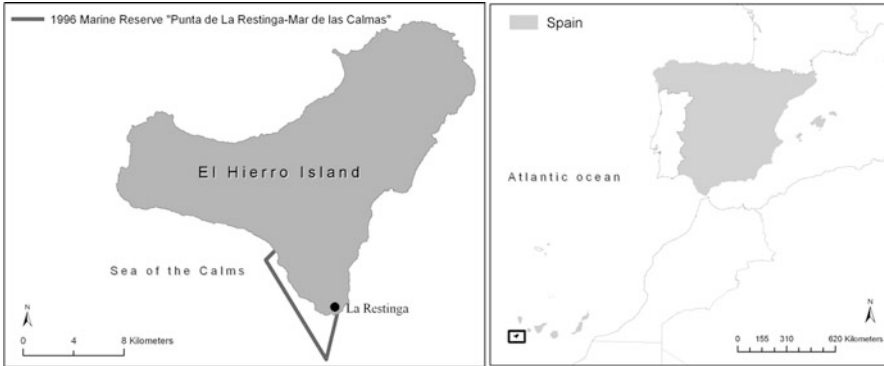 1996 Marine Reserve "Punta de La Restinga-Mar de las Calmas"
El Hierro Island
Sea of the Calms
La Restinga
N
0 4 8 Kilometers
Spain
Atlantic ocean
N
0 155 310 620 Kilometers